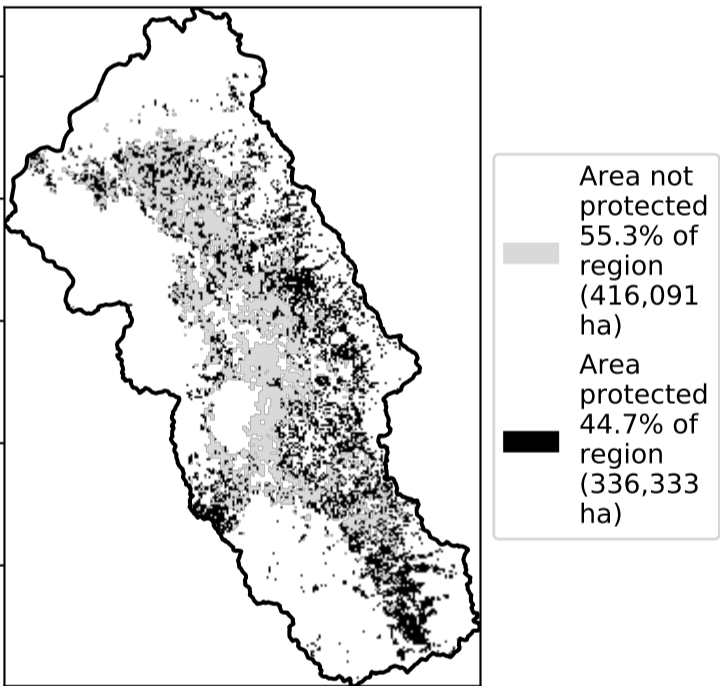 Area not
protected
55.3% of
region
(416,091
ha)
Area
protected
44.7% of
region
(336,333
ha)